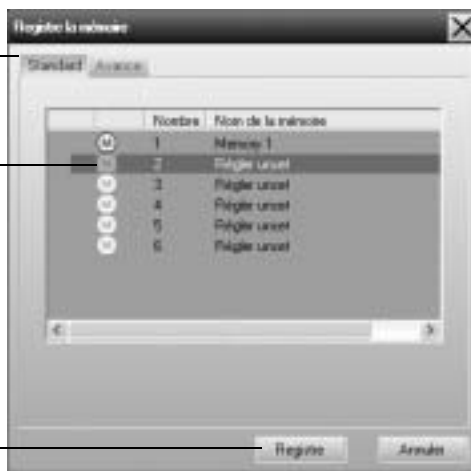 Registre la mémoire
Standard Avancé
Nombre Nom de la mémoire
M 1 Memory 1
M 2 Régler unset
M 3 Régler unset
M 4 Régler unset
M 5 Régler unset
M 6 Régler unset
Registre Annuler